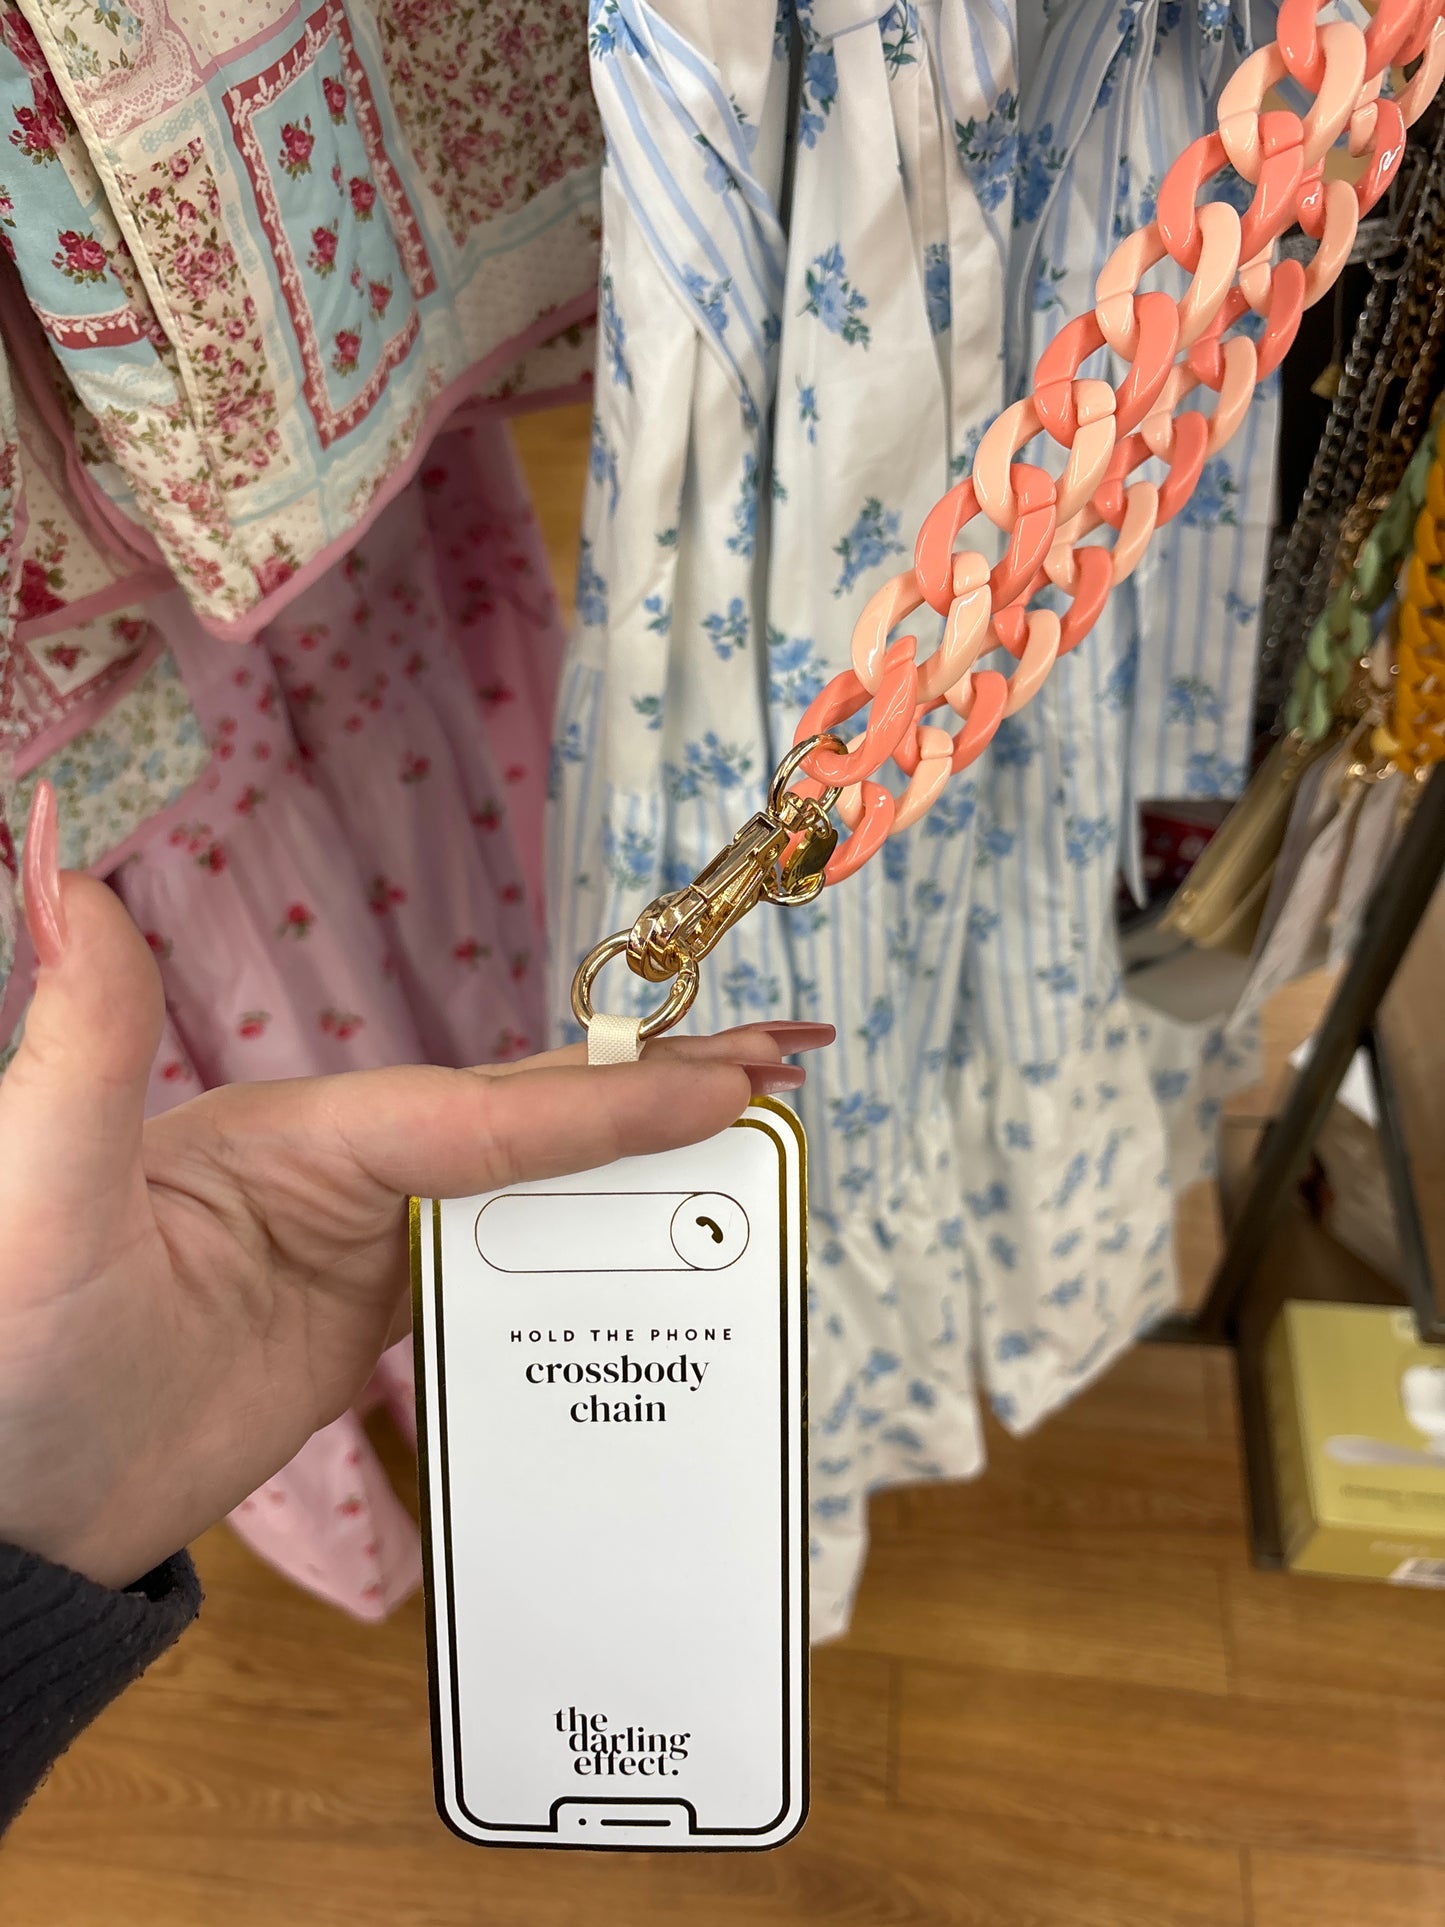 HOLD THE PHONE
crossbody
chain
the
darling
effect.